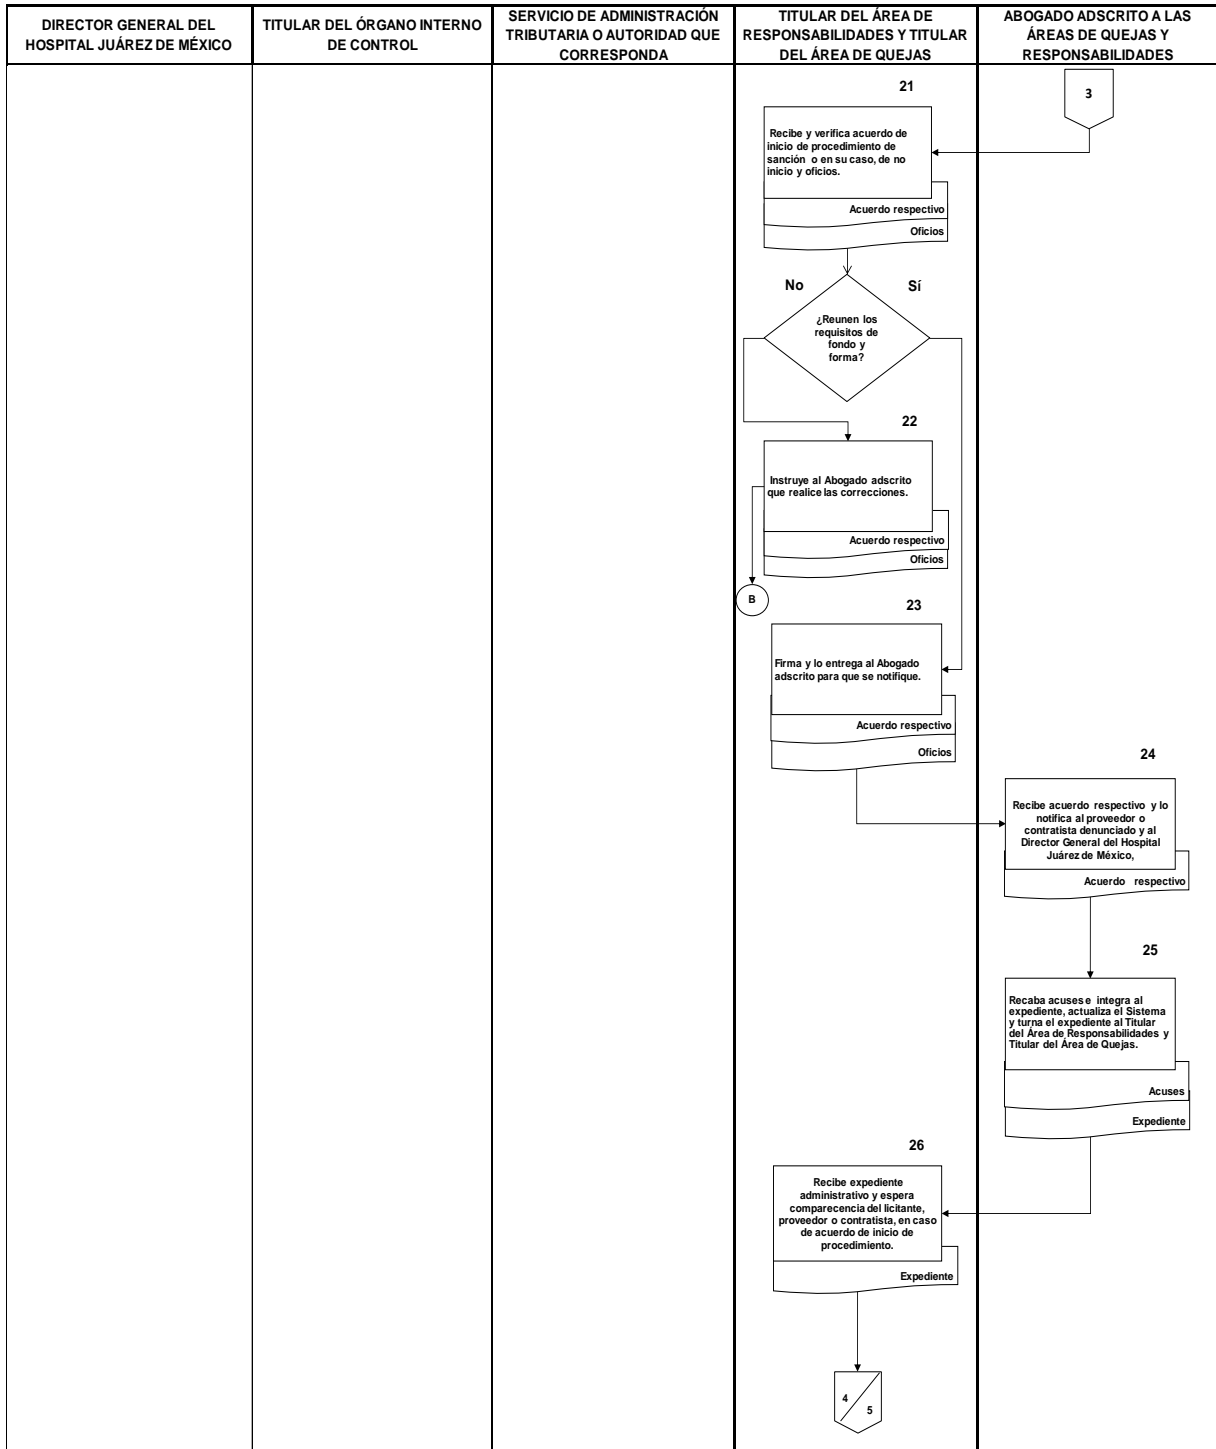 DIRECTOR GENERAL DEL
HOSPITAL JUÁREZ DE MÉXICO
TITULAR DEL ÓRGANO INTERNO
DE CONTROL
SERVICIO DE ADMINISTRACIÓN
TRIBUTARIA O AUTORIDAD QUE
CORRESPONDA
TITULAR DEL ÁREA DE
RESPONSABILIDADES Y TITULAR
DEL ÁREA DE QUEJAS
ABOGADO ADSCRITO A LAS
ÁREAS DE QUEJAS Y
RESPONSABILIDADES
3
21
Recibe y verifica acuerdo de
inicio de procedimiento de
sanción o en su caso, de no
inicio y oficios.
Acuerdo respectivo
Oficios
No
Sí
¿Reunen los
requisitos de
fondo y
forma?
22
Instruye al Abogado adscrito
que realice las correcciones.
Acuerdo respectivo
Oficios
B
23
Firma y lo entrega al Abogado
adscrito para que se notifique.
Acuerdo respectivo
Oficios
24
Recibe acuerdo respectivo y lo
notifica al proveedor o
contratista denunciado y al
Director General del Hospital
Juárez de México,
Acuerdo respectivo
25
Recaba acuses e integra al
expediente, actualiza el Sistema
y turna el expediente al Titular
del Área de Responsabilidades y
Titular del Área de Quejas.
Acuses
Expediente
26
Recibe expediente
administrativo y espera
comparecencia del licitante,
proveedor o contratista, en caso
de acuerdo de inicio de
procedimiento.
Expediente
4
5